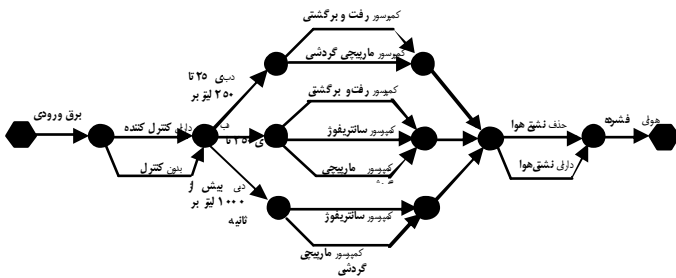 کمپرسور رفت و برگشتی
کمپرسور مارپیچی گردشی
دبی ۲۵ تا
۲۵۰ لیتر بر
کمپرسور رفت و برگشتی
برق ورودی
دارای کنترل کننده
کمپرسور سانتریفوژ
حذف نشتی هوا
هوای فشرده
بدون کنترل
کمپرسور مارپیچی
دارای نشتی هوا
دبی بیش از
۱۰۰۰ لیتر بر
ثانیه
کمپرسور سانتریفوژ
کمپرسور مارپیچی
گردشی